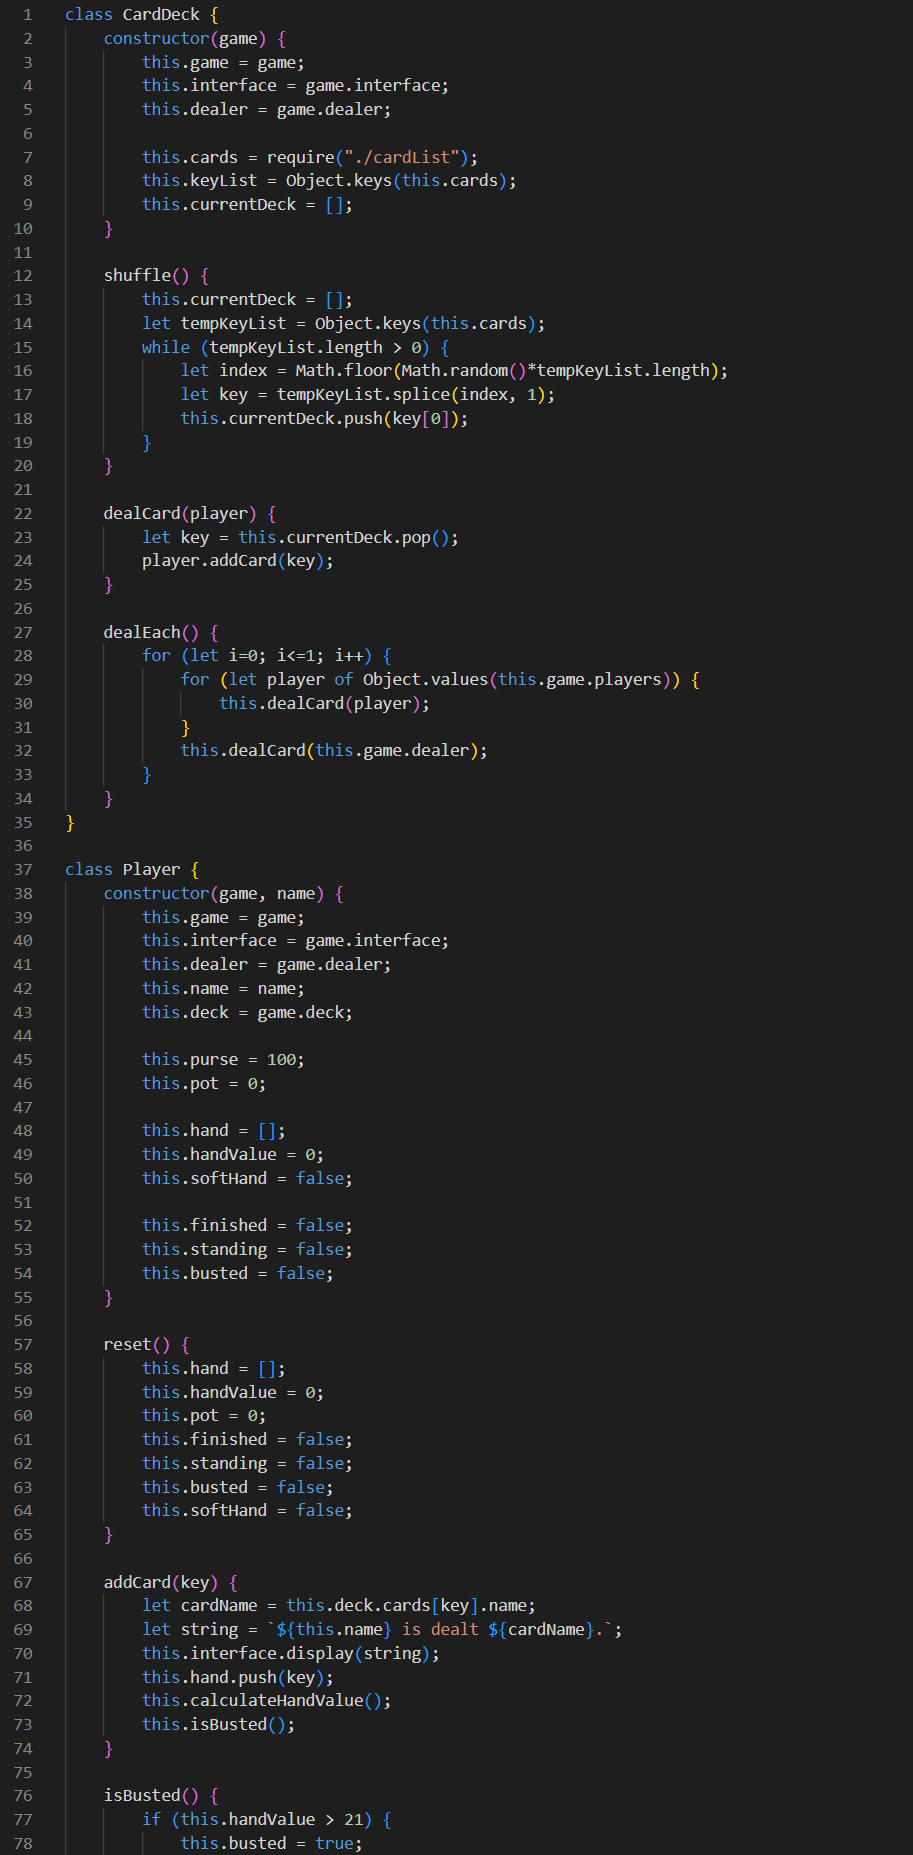 1 class CardDeck {
2 constructor(game) {
3 this.game = game;
4 this.interface = game.interface;
5 this.dealer = game.dealer;
6
7 this.cards = require("./cardList");
8 this.keyList = Object.keys(this.cards);
9 this.currentDeck = [];
10 }
11
12 shuffle() {
13 this.currentDeck = [];
14 let tempKeyList = Object.keys(this.cards);
15 while (tempKeyList.length > 0) {
16 let index = Math.floor(Math.random()*tempKeyList.length);
17 let key = tempKeyList.splice(index, 1);
18 this.currentDeck.push(key[0]);
19 }
20 }
21
22 dealCard(player) {
23 let key = this.currentDeck.pop();
24 player.addCard(key);
25 }
26
27 dealEach() {
28 for (let i=0; i<=1; i++) {
29 for (let player of Object.values(this.game.players)) {
30 this.dealCard(player);
31 }
32 this.dealCard(this.game.dealer);
33 }
34 }
35 }
36
37 class Player {
38 constructor(game, name) {
39 this.game = game;
40 this.interface = game.interface;
41 this.dealer = game.dealer;
42 this.name = name;
43 this.deck = game.deck;
44
45 this.purse = 100;
46 this.pot = 0;
47
48 this.hand = [];
49 this.handValue = 0;
50 this.softHand = false;
51
52 this.finished = false;
53 this.standing = false;
54 this.busted = false;
55 }
56
57 reset() {
58 this.hand = [];
59 this.handValue = 0;
60 this.pot = 0;
61 this.finished = false;
62 this.standing = false;
63 this.busted = false;
64 this.softHand = false;
65 }
66
67 addCard(key) {
68 let cardName = this.deck.cards[key].name;
69 let string = `${this.name} is dealt ${cardName}.`;
70 this.interface.display(string);
71 this.hand.push(key);
72 this.calculateHandValue();
73 this.isBusted();
74 }
75
76 isBusted() {
77 if (this.handValue > 21) {
78 this.busted = true;